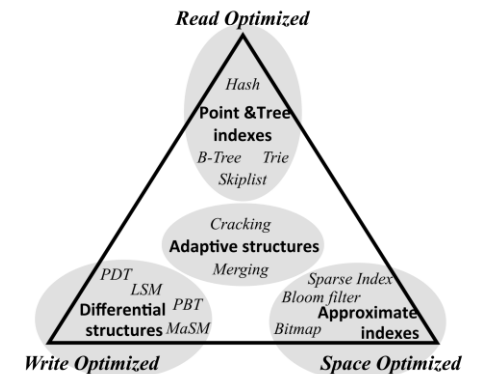 Read Optimized
Hash
Point &Tree
indexes
B-Tree Trie
Skiplist
Cracking
Adaptive structures
Merging
PDT
LSM
PBT
Differential
structures
MaSM
Sparse Index
Bloom filter
Approximate
Bitmap
indexes
Write Optimized
Space Optimized